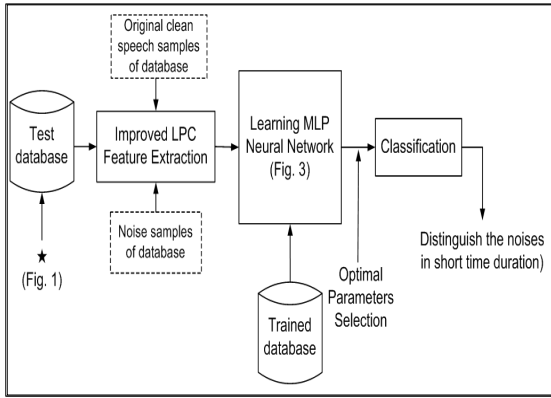 Original clean
speech samples
of database
Test
database
Improved LPC
Feature Extraction
Learning MLP
Neural Network
(Fig. 3)
Classification
Noise samples
of database
★
(Fig. 1)
Trained
database
Optimal
Parameters
Selection
Distinguish the noises
in short time duration)